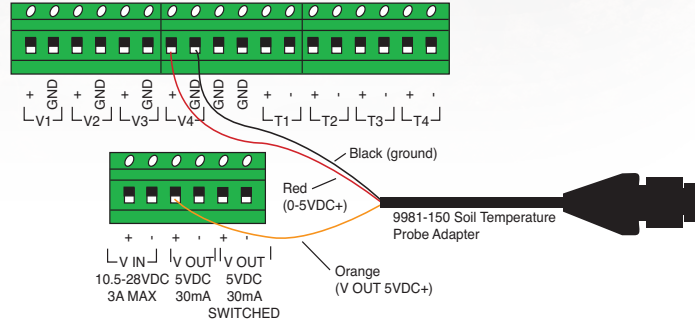 + GND + GND + GND + GND GND GND + - + - + - + -
V1 V2 V3 V4 T1 T2 T3 T4
Black (ground)
Red
(0-5VDC+)
9981-150 Soil Temperature
Probe Adapter
+ - + - + -
V IN V OUT V OUT
10.5-28VDC 5VDC 5VDC
3A MAX 30mA 30mA
SWITCHED
Orange
(V OUT 5VDC+)